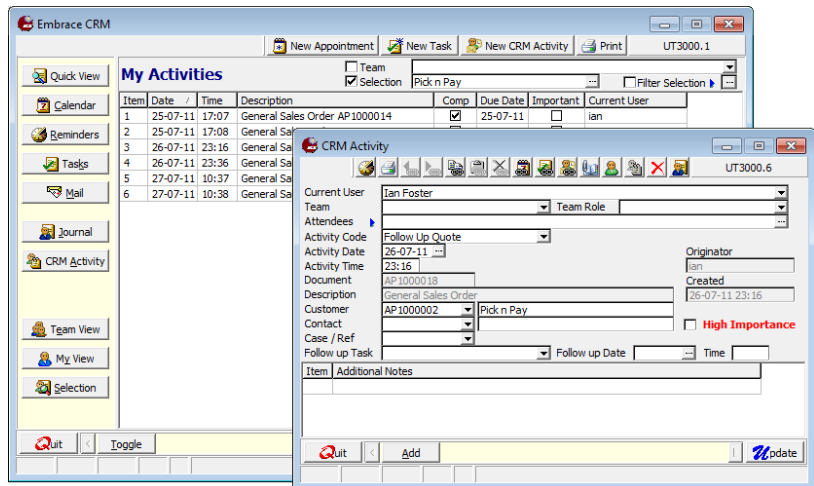 Embrace CRM
New Appointment New Task New CRM Activity Print UT3000.1
Quick View
Calendar
Reminders
Tasks
Mail
Journal
CRM Activity
Team View
My View
Selection
My Activities
Team
Selection Pick n Pay Filter Selection
Item Date Time Description Comp Due Date Important Current User
1 25-07-11 17:07 General Sales Order AP1000014 25-07-11 ian
2 25-07-11 17:08 General Sales
3 26-07-11 23:16 General Sa
4 26-07-11 23:36 General Sa
5 27-07-11 10:37 General Sa
6 27-07-11 10:38 General Sa
Quit < Toggle
CRM Activity
UT3000.6
Current User Ian Foster
Team Team Role
Attendees
Activity Code Follow Up Quote
Activity Date 26-07-11 Originator
Activity Time 23:16 ian
Document AP1000018 Created
Description General Sales Order 26-07-11 23:16
Customer AP1000002 Pick n Pay
Contact High Importance
Case / Ref
Follow up Task Follow up Date Time
Item Additional Notes
Quit < Add Update